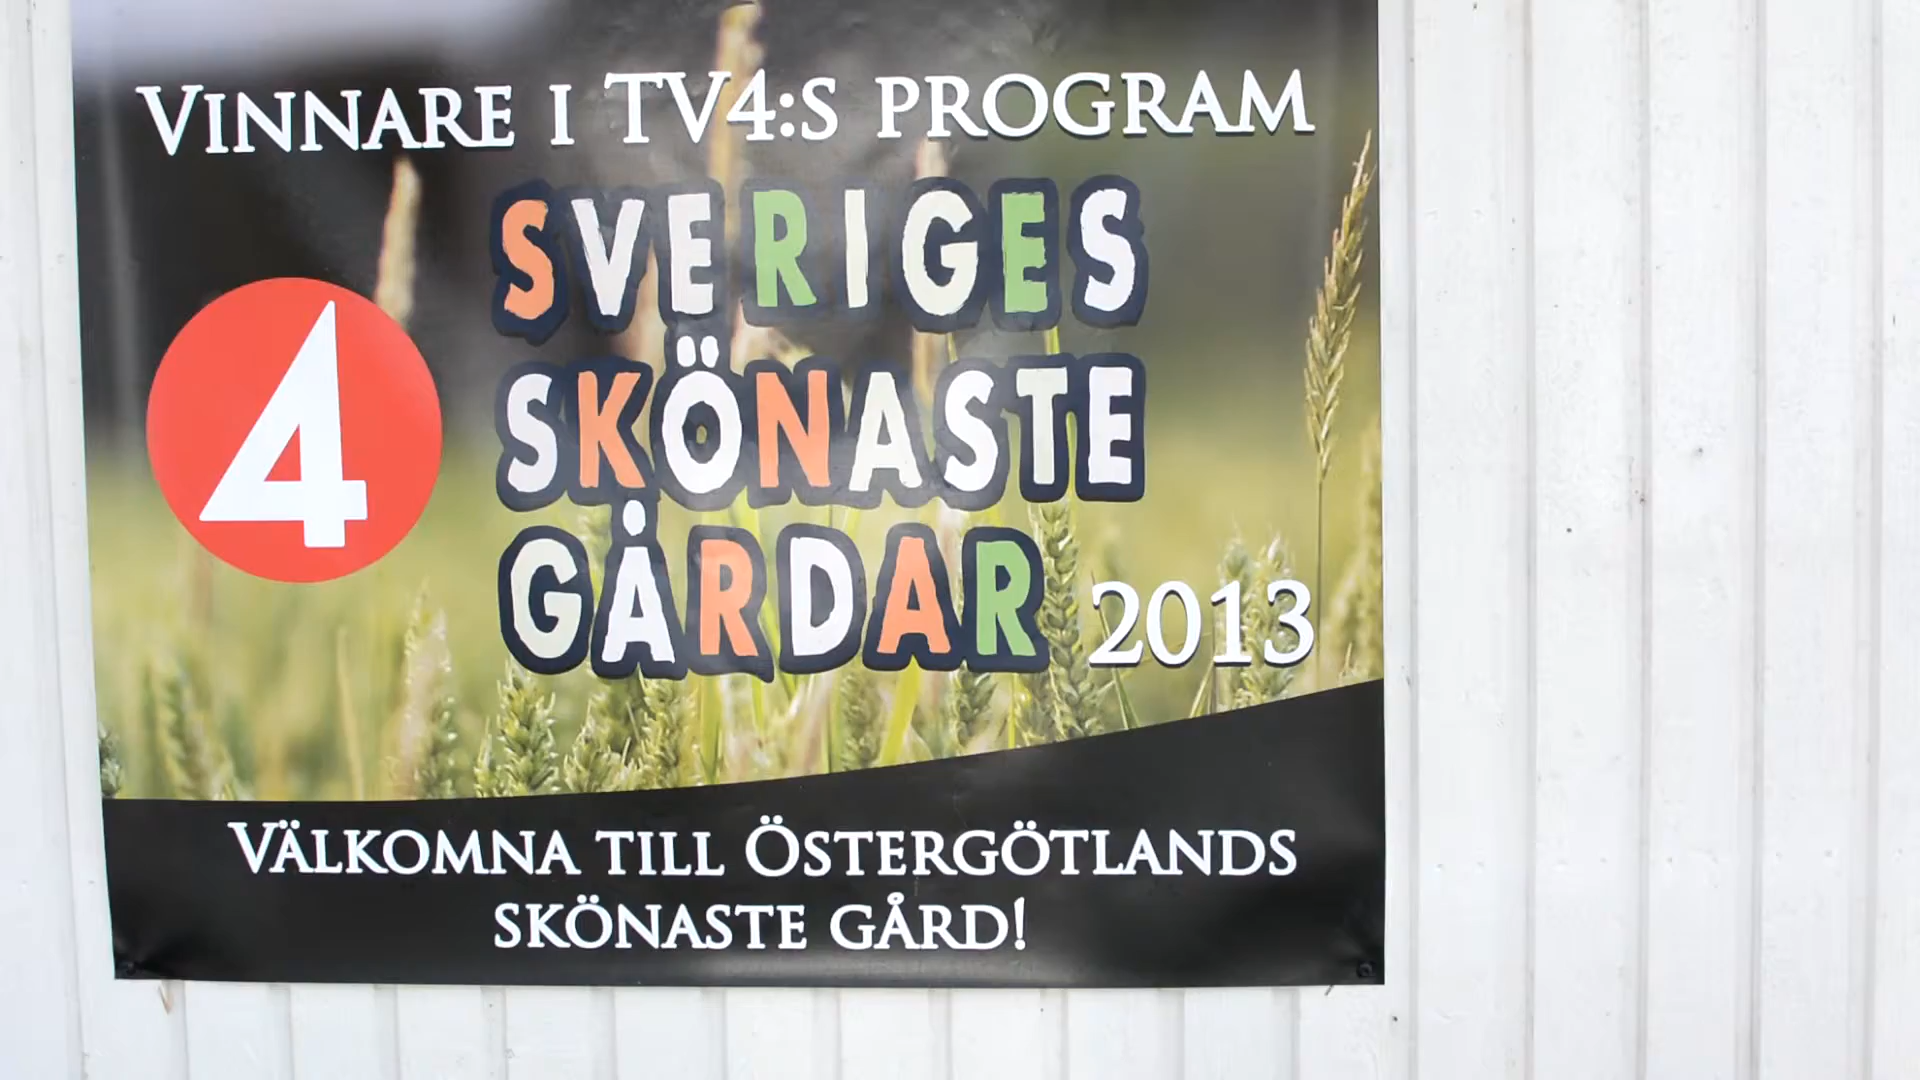 VINNARE I TV4:S PROGRAM
SVERIGES
SKÖNASTE
4
GÅRDAR 2013
VÄLKOMNA TILL ÖSTERGÖTLANDS
SKÖNASTE GÅRD!